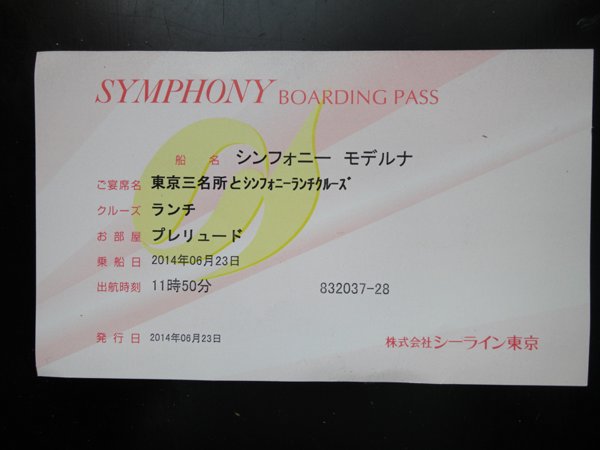 SYMPHONY BOARDING PASS
船名 シンフォニー モデルナ
ご宴席名 東京三名所とｼﾝﾌｫﾆｰﾗﾝﾁｸﾙｰｽﾞ
クルーズ ランチ
お部屋 プレリュード
乗船日 2014年06月23日
出航時刻 11時50分 832037-28
発行日 2014年06月23日 株式会社シーライン東京